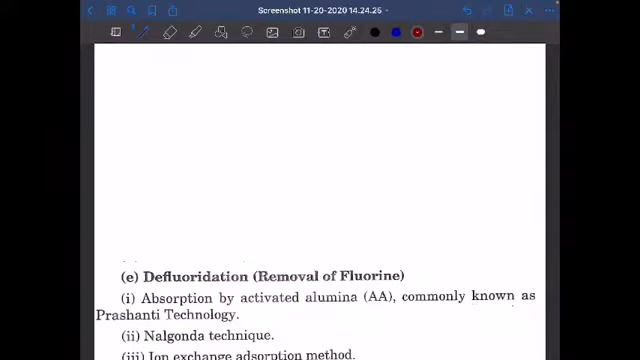 Screenshot 11-20-2020 14.24.25
(e) Defluoridation (Removal of Fluorine)
(i) Absorption by activated alumina (AA), commonly known as
Prashanti Technology.
(ii) Nalgonda technique.
(iii) Ion exchange adsorption method.